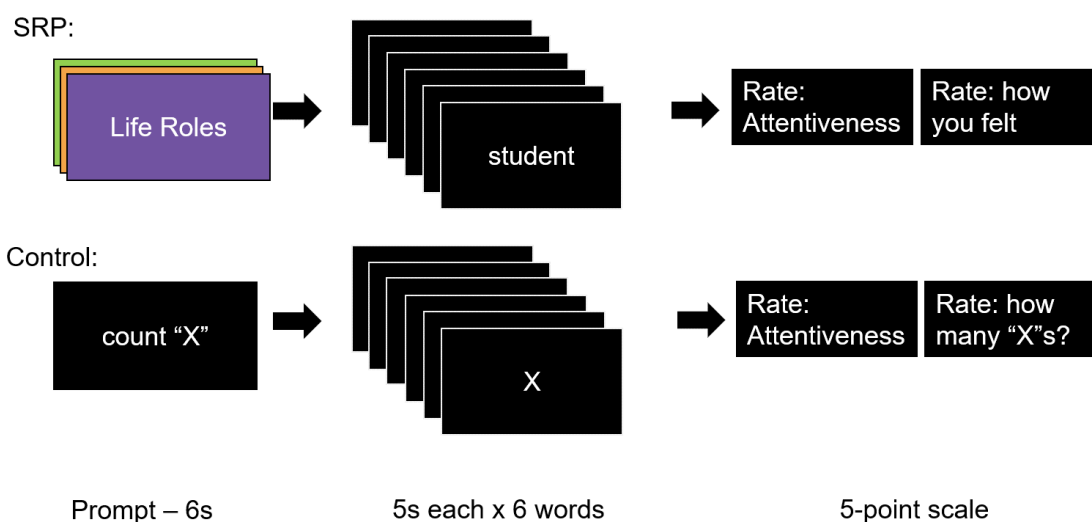 SRP:
Life Roles
student
Rate:
Attentiveness
Rate: how
you felt
Control:
count “X”
X
Rate:
Attentiveness
Rate: how
many “X”s?
Prompt – 6s
5s each x 6 words
5-point scale